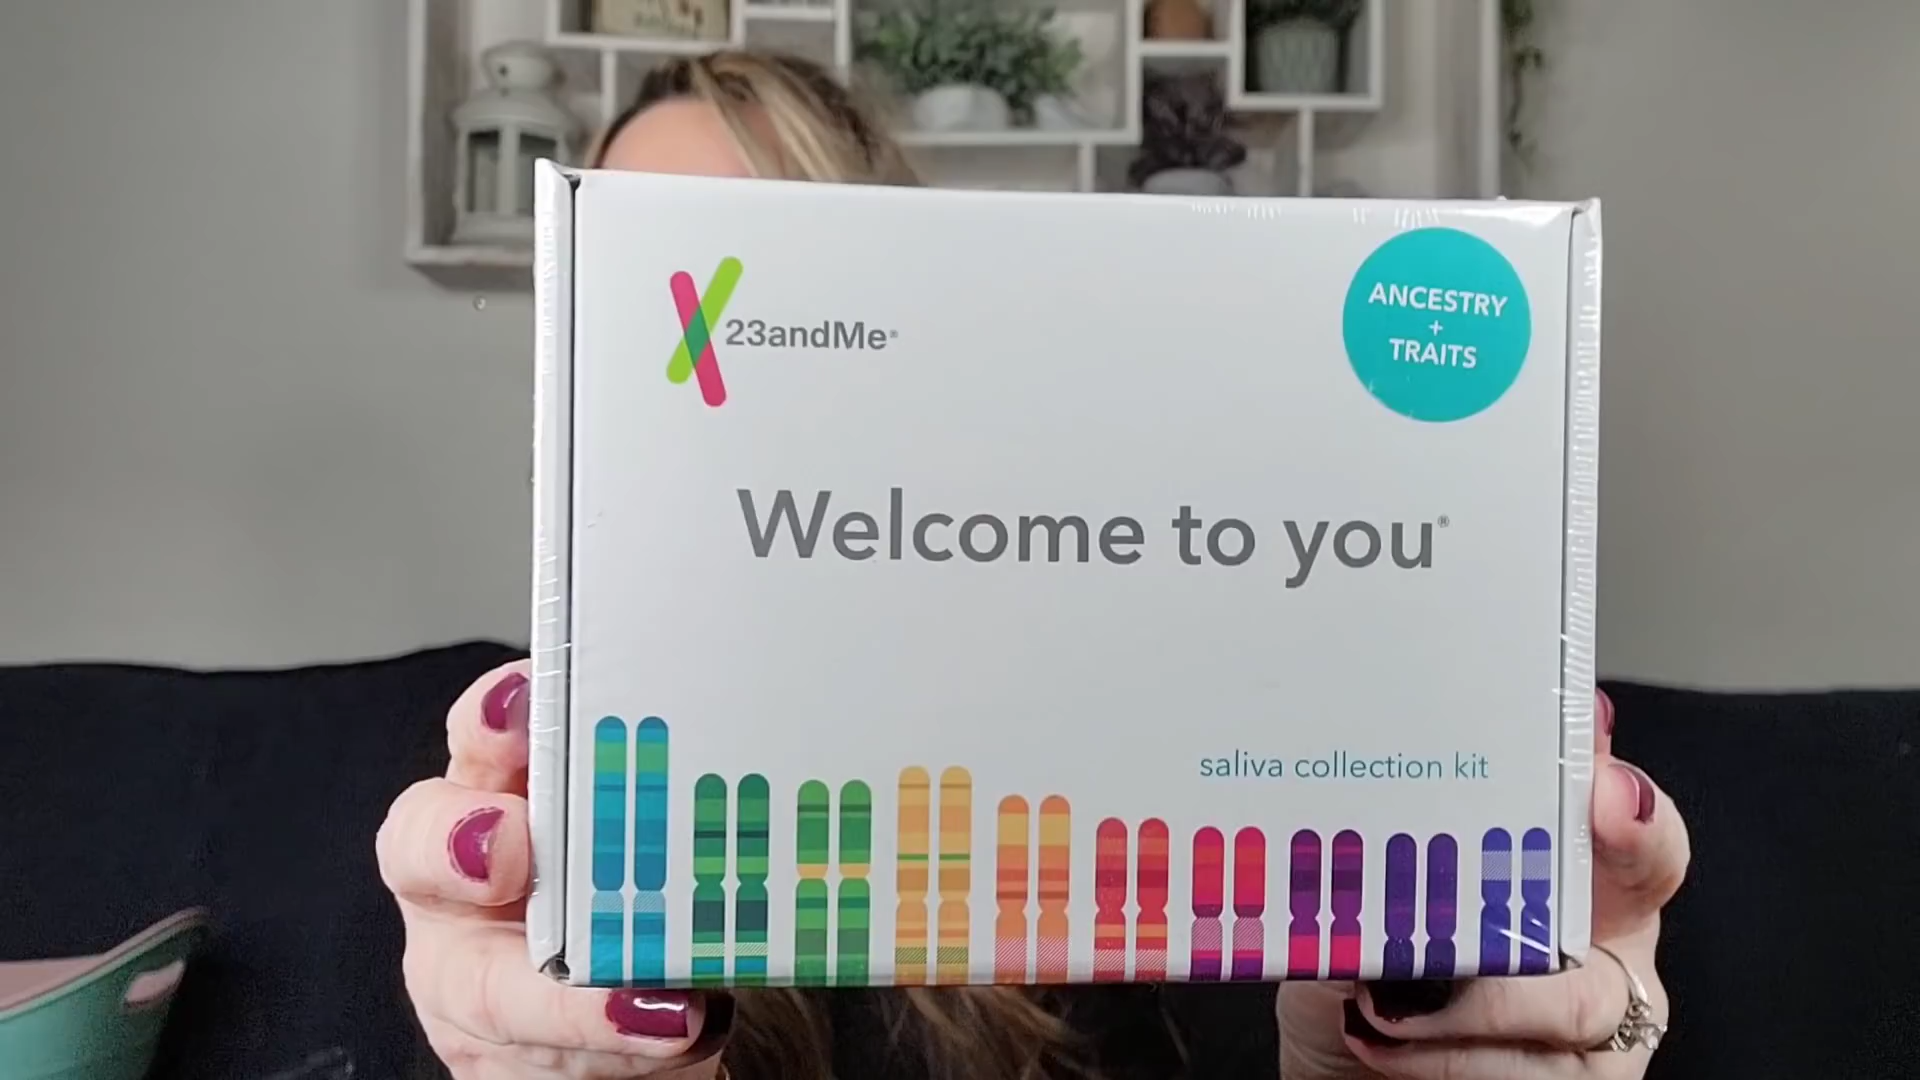 23andMe®
ANCESTRY
+
TRAITS
Welcome to you®
saliva collection kit